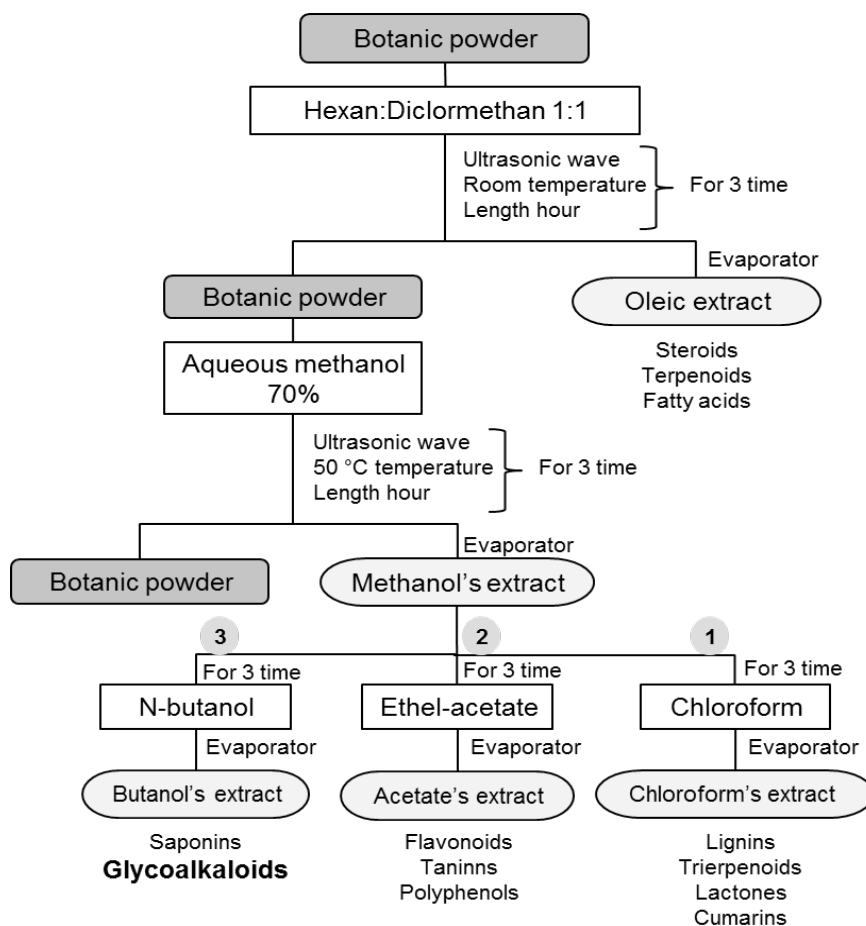 Botanic powder
Hexan:Diclormethan 1:1
Ultrasonic wave
Room temperature
Length hour
For 3 time
Evaporator
Botanic powder
Oleic extract
Steroids
Terpenoids
Fatty acids
Aqueous methanol
70%
Ultrasonic wave
50 °C temperature
Length hour
For 3 time
Evaporator
Botanic powder
Methanol's extract
3
2
1
For 3 time
For 3 time
For 3 time
N-butanol
Ethel-acetate
Chloroform
Evaporator
Evaporator
Evaporator
Butanol's extract
Acetate's extract
Chloroform's extract
Saponins
Glycoalkaloids
Flavonoids
Taninns
Polyphenols
Lignins
Trierpenoids
Lactones
Cumarins